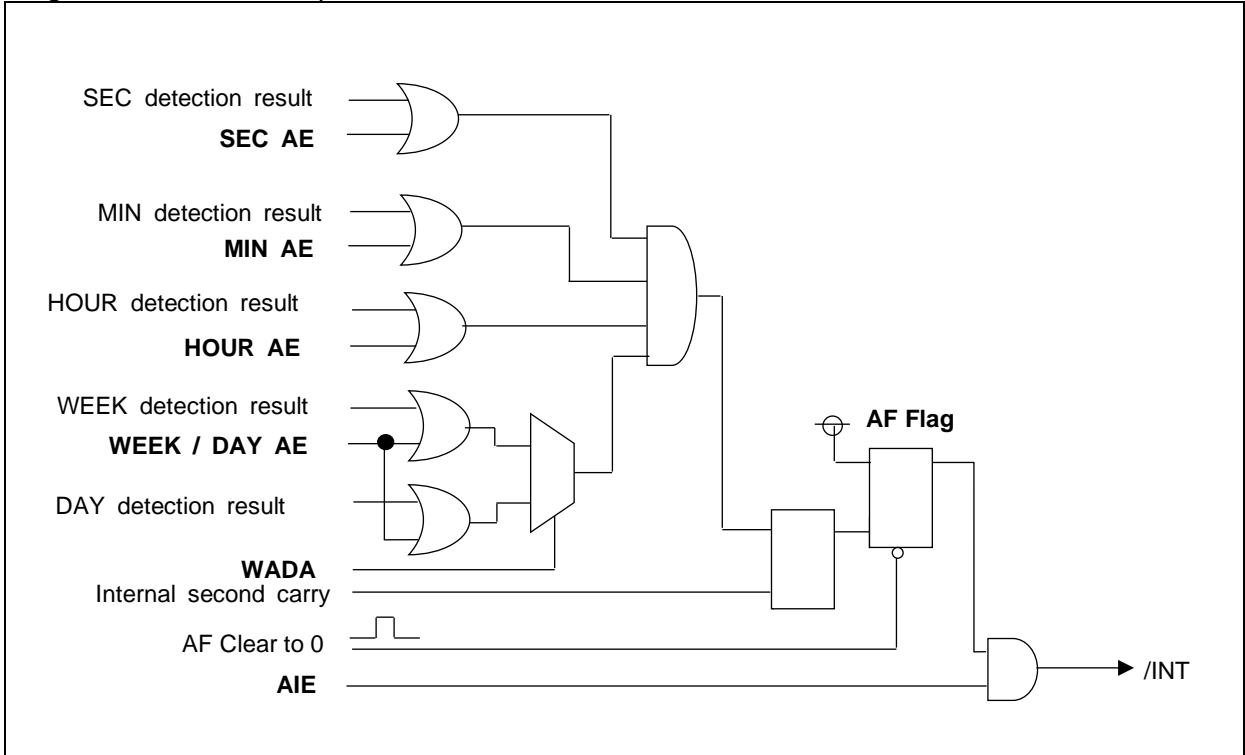 SEC detection result
SEC AE
MIN detection result
MIN AE
HOUR detection result
HOUR AE
WEEK detection result
WEEK / DAY AE
DAY detection result
WADA
Internal second carry
AF Clear to 0
AIE
AF Flag
/INT